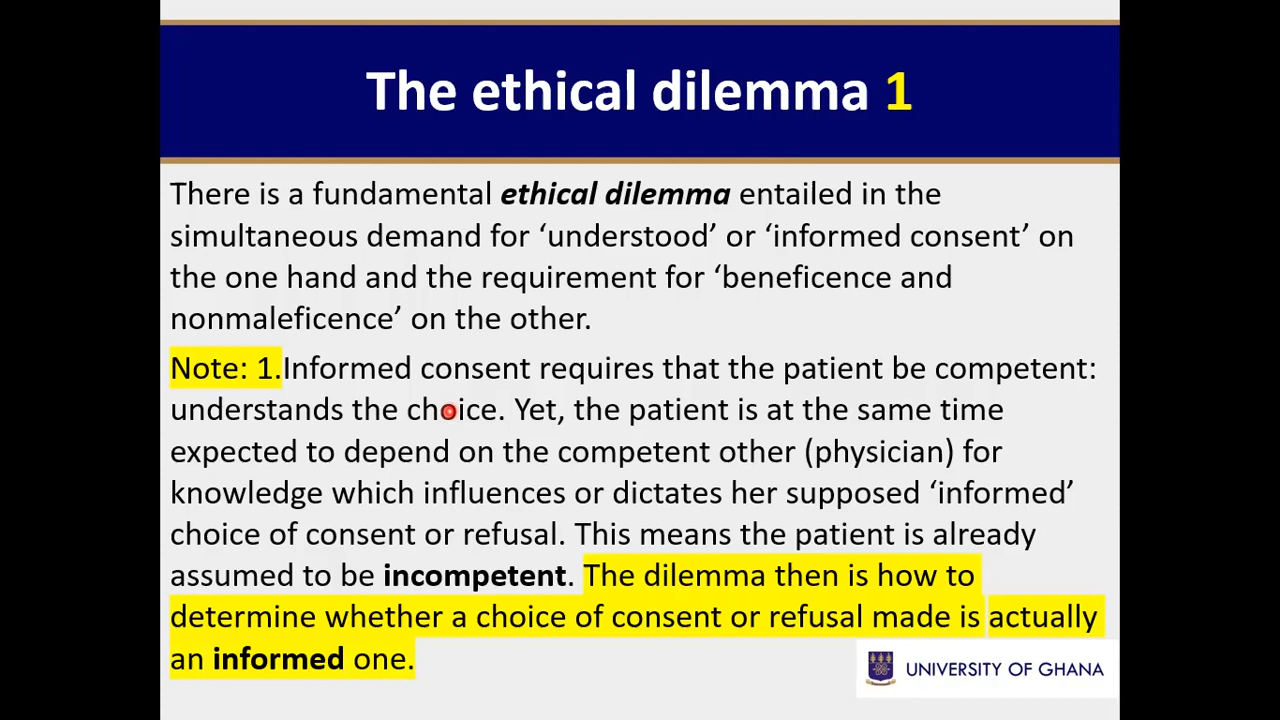 The ethical dilemma 1
There is a fundamental ethical dilemma entailed in the
simultaneous demand for ‘understood’ or ‘informed consent’ on
the one hand and the requirement for ‘beneficence and
nonmaleficence’ on the other.
Note: 1.Informed consent requires that the patient be competent:
understands the choice. Yet, the patient is at the same time
expected to depend on the competent other (physician) for
knowledge which influences or dictates her supposed ‘informed’
choice of consent or refusal. This means the patient is already
assumed to be incompetent. The dilemma then is how to
determine whether a choice of consent or refusal made is actually
an informed one.
UNIVERSITY OF GHANA